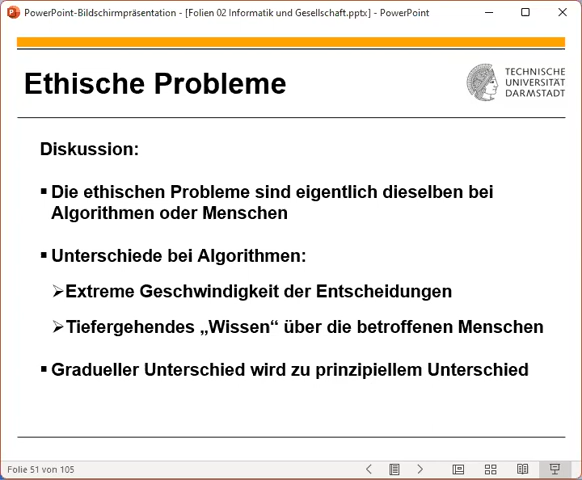 PowerPoint-Bildschirmpräsentation - [Folien 02 Informatik und Gesellschaft.pptx] - PowerPoint
Ethische Probleme
TECHNISCHE
UNIVERSITÄT
DARMSTADT
Diskussion:
▪ Die ethischen Probleme sind eigentlich dieselben bei
Algorithmen oder Menschen
▪ Unterschiede bei Algorithmen:
➢Extreme Geschwindigkeit der Entscheidungen
➢Tiefergehendes „Wissen“ über die betroffenen Menschen
▪ Gradueller Unterschied wird zu prinzipiellem Unterschied
Folie 51 von 105